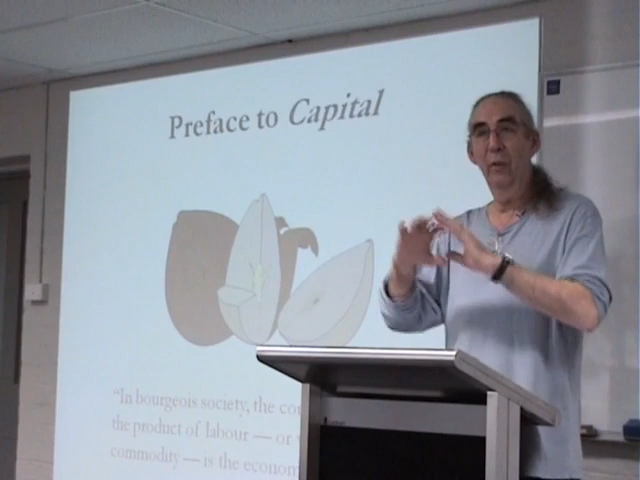 Preface to Capital
"In bourgeois society, the
the product of labour — or
commodity — is the econom